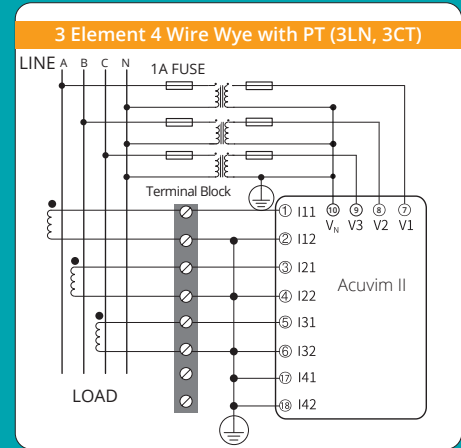 3 Element 4 Wire Wye with PT (3LN, 3CT)
LINE A B C N
1A FUSE
Terminal Block
10 9 8 7
VN V3 V2 V1
1 I11
2 I12
3 I21
4 I22
5 I31
6 I32
17 I41
18 I42
Acuvim II
LOAD